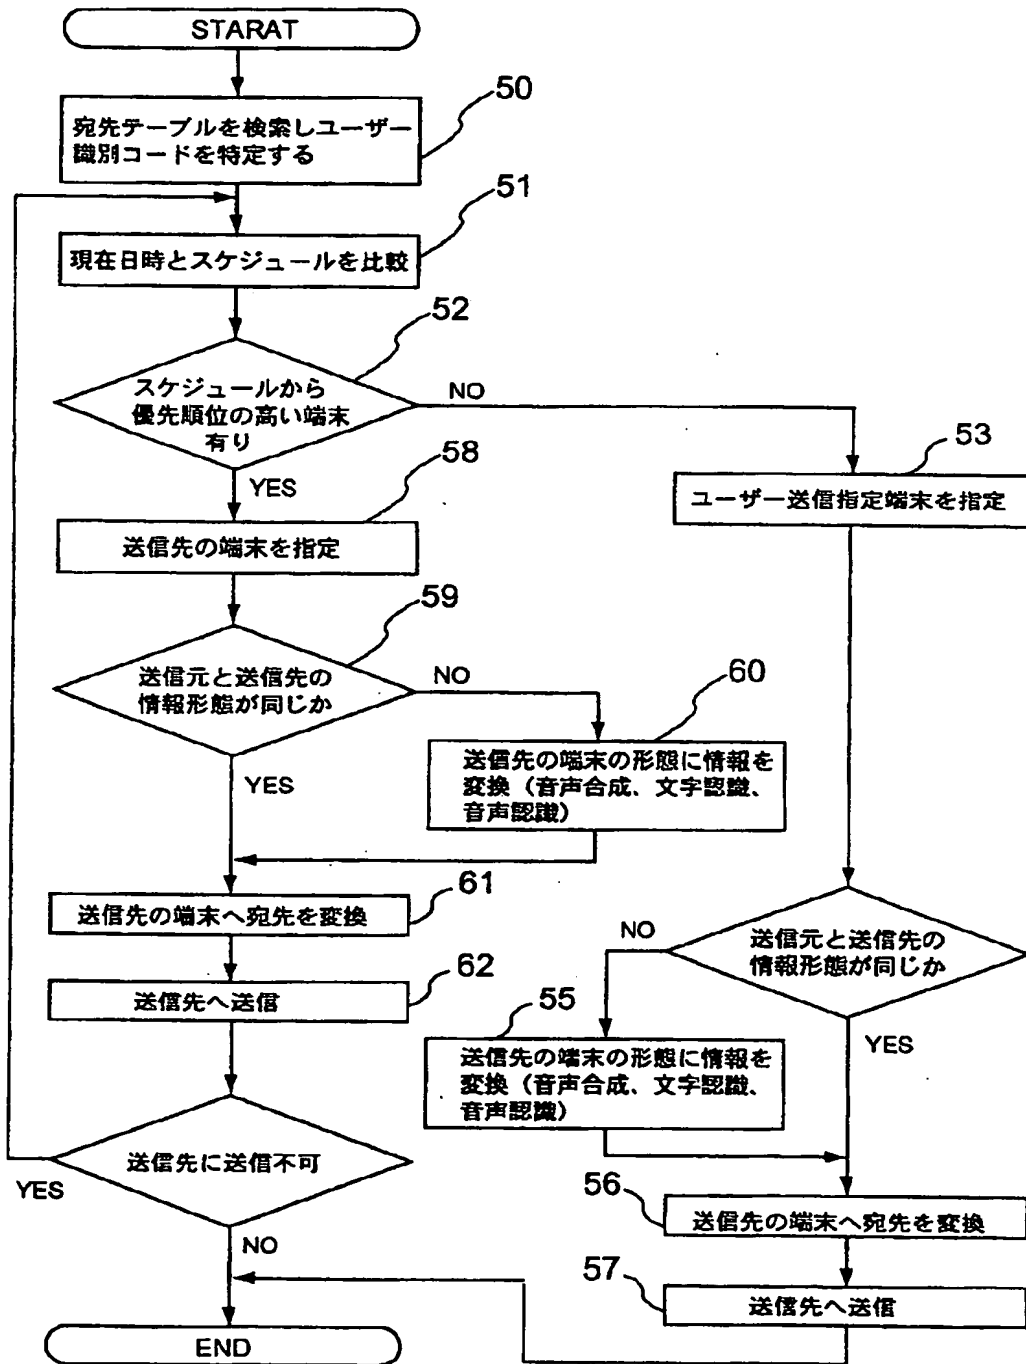 STARAT
50
宛先テーブルを検索しユーザー
識別コードを特定する
51
現在日時とスケジュールを比較
52
スケジュールから
優先順位の高い端末
有り
NO
YES
53
ユーザー送信指定端末を指定
58
送信先の端末を指定
59
送信元と送信先の
情報形態が同じか
NO
YES
60
送信先の端末の形態に情報を
変換(音声合成、文字認識、
音声認識)
61
送信先の端末へ宛先を変換
62
送信先へ送信
送信先に送信不可
YES
NO
送信元と送信先の
情報形態が同じか
NO
YES
55
送信先の端末の形態に情報を
変換(音声合成、文字認識、
音声認識)
56
送信先の端末へ宛先を変換
57
送信先へ送信
END